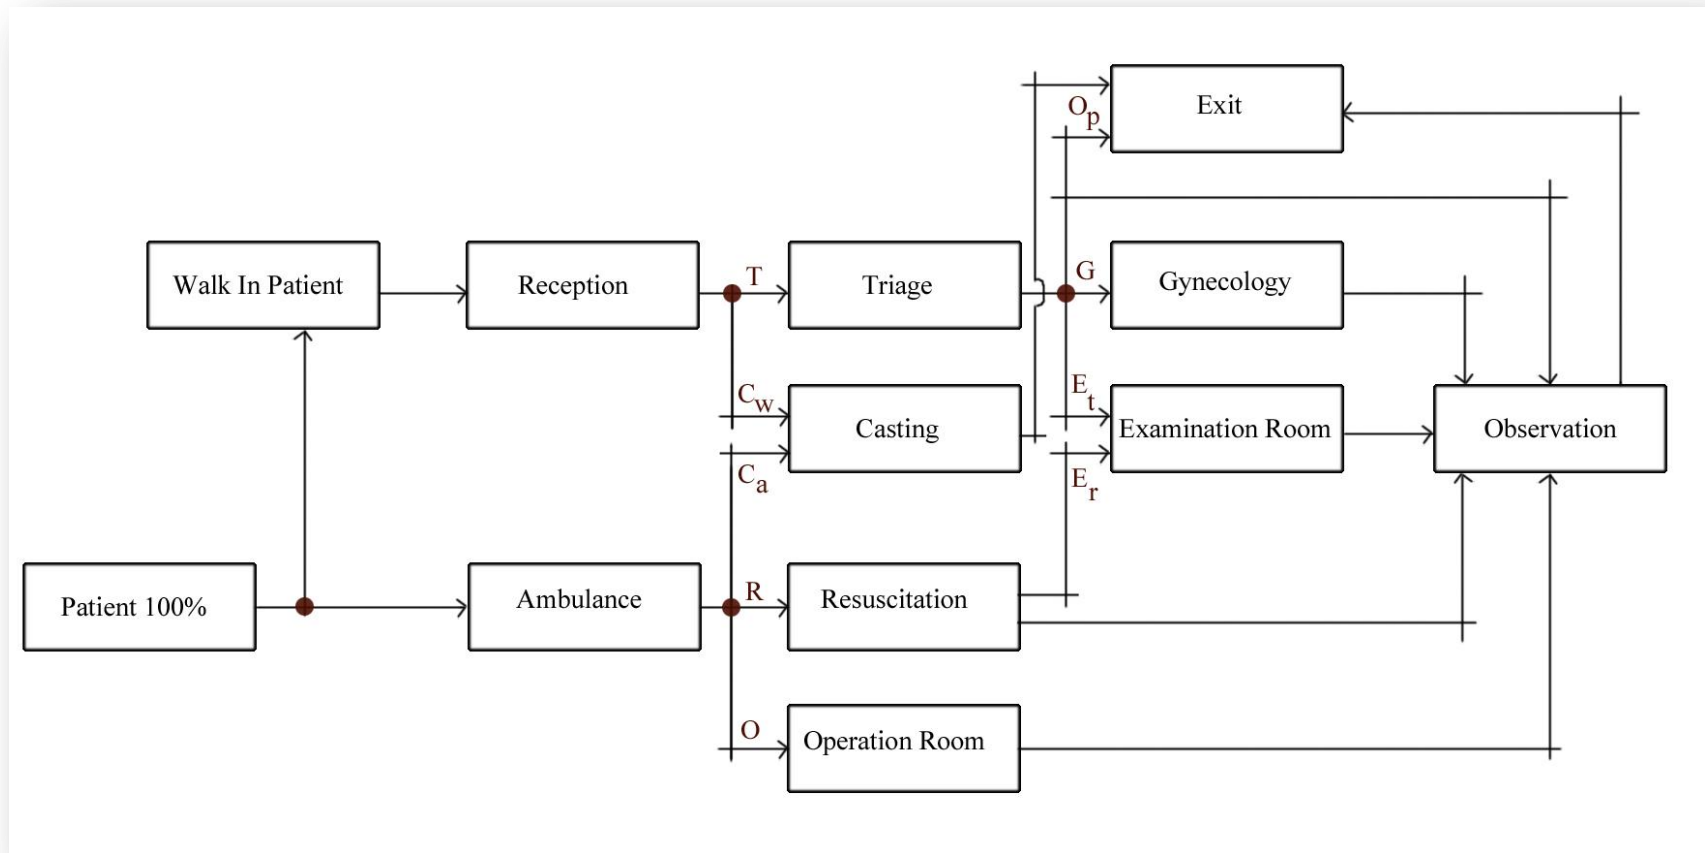 Exit
Op
Walk In Patient
Reception
T
Triage
G
Gynecology
Cw
Casting
Et
Examination Room
Observation
Ca
Er
Patient 100%
Ambulance
R
Resuscitation
O
Operation Room